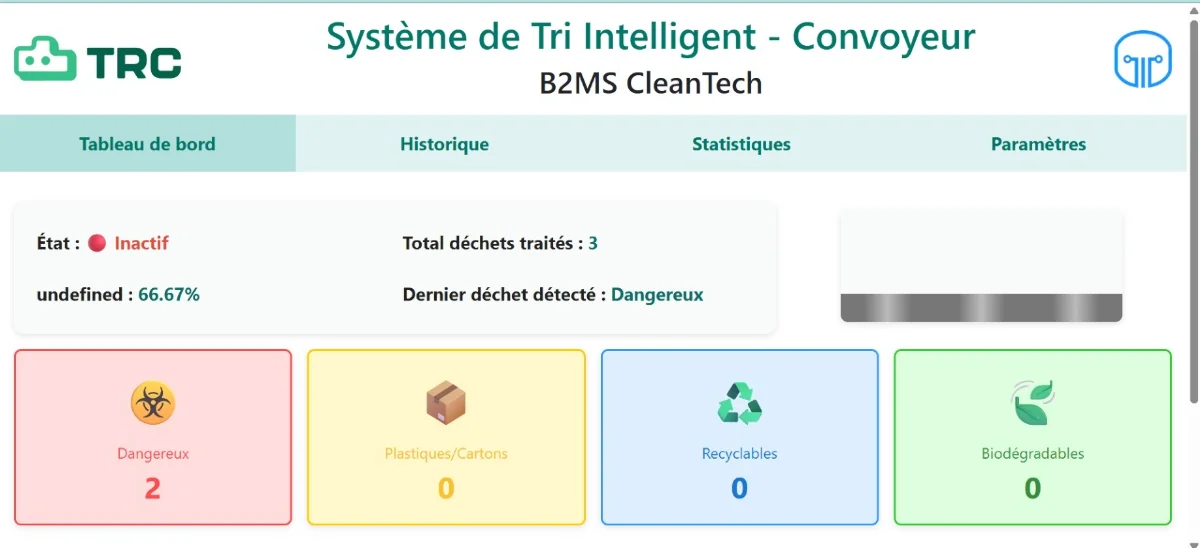 TRC
Système de Tri Intelligent - Convoyeur
B2MS CleanTech
Tableau de bord
Historique
Statistiques
Paramètres
État : Inactif
Total déchets traités : 3
undefined : 66.67%
Dernier déchet détecté : Dangereux
Dangereux
2
Plastiques/Cartons
0
Recyclables
0
Biodégradables
0